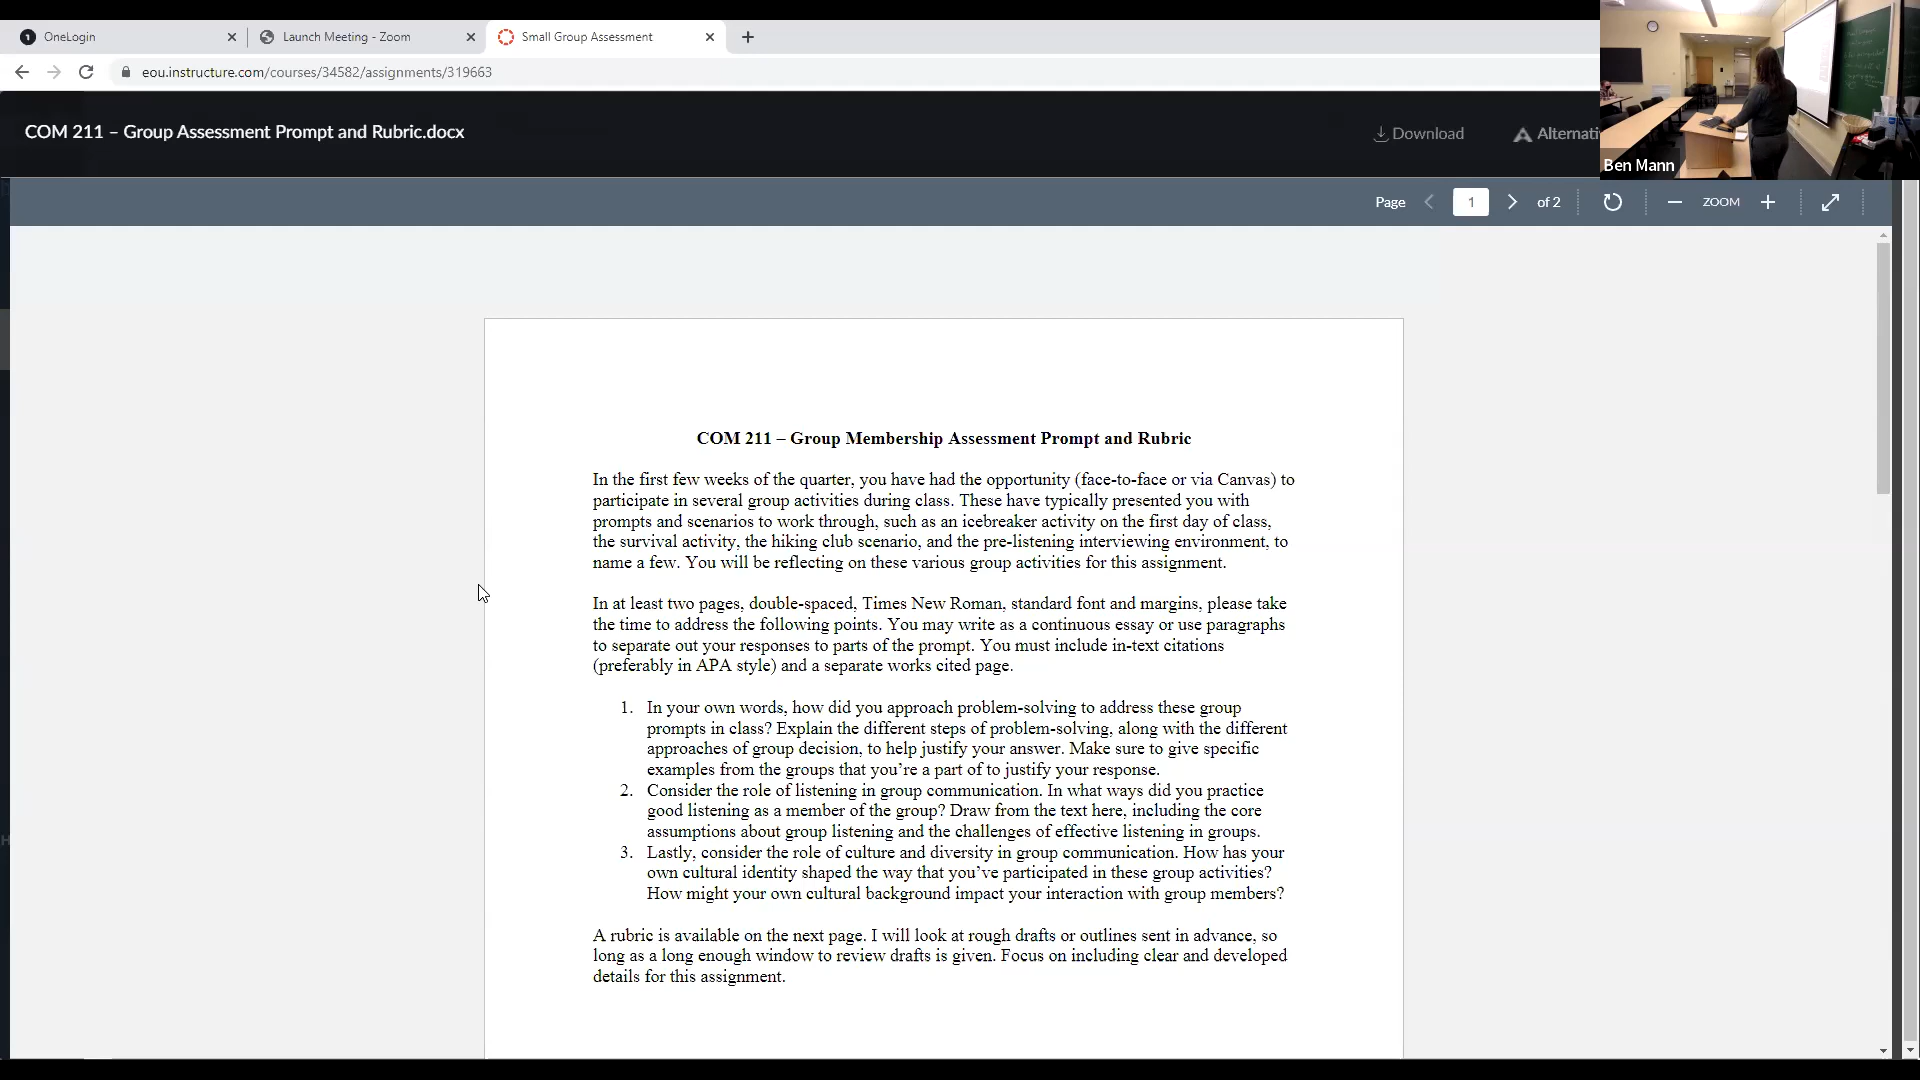 OneLogin
Launch Meeting - Zoom
Small Group Assessment
eou.instructure.com/courses/34582/assignments/319663
COM 211 – Group Assessment Prompt and Rubric.docx
Download
Alternati
Ben Mann
Page 1 of 2
ZOOM
COM 211 – Group Membership Assessment Prompt and Rubric
In the first few weeks of the quarter, you have had the opportunity (face-to-face or via Canvas) to
participate in several group activities during class. These have typically presented you with
prompts and scenarios to work through, such as an icebreaker activity on the first day of class,
the survival activity, the hiking club scenario, and the pre-listening interviewing environment, to
name a few. You will be reflecting on these various group activities for this assignment.
In at least two pages, double-spaced, Times New Roman, standard font and margins, please take
the time to address the following points. You may write as a continuous essay or use paragraphs
to separate out your responses to parts of the prompt. You must include in-text citations
(preferably in APA style) and a separate works cited page.
1. In your own words, how did you approach problem-solving to address these group
prompts in class? Explain the different steps of problem-solving, along with the different
approaches of group decision, to help justify your answer. Make sure to give specific
examples from the groups that you’re a part of to justify your response.
2. Consider the role of listening in group communication. In what ways did you practice
good listening as a member of the group? Draw from the text here, including the core
assumptions about group listening and the challenges of effective listening in groups.
3. Lastly, consider the role of culture and diversity in group communication. How has your
own cultural identity shaped the way that you’ve participated in these group activities?
How might your own cultural background impact your interaction with group members?
A rubric is available on the next page. I will look at rough drafts or outlines sent in advance, so
long as a long enough window to review drafts is given. Focus on including clear and developed
details for this assignment.